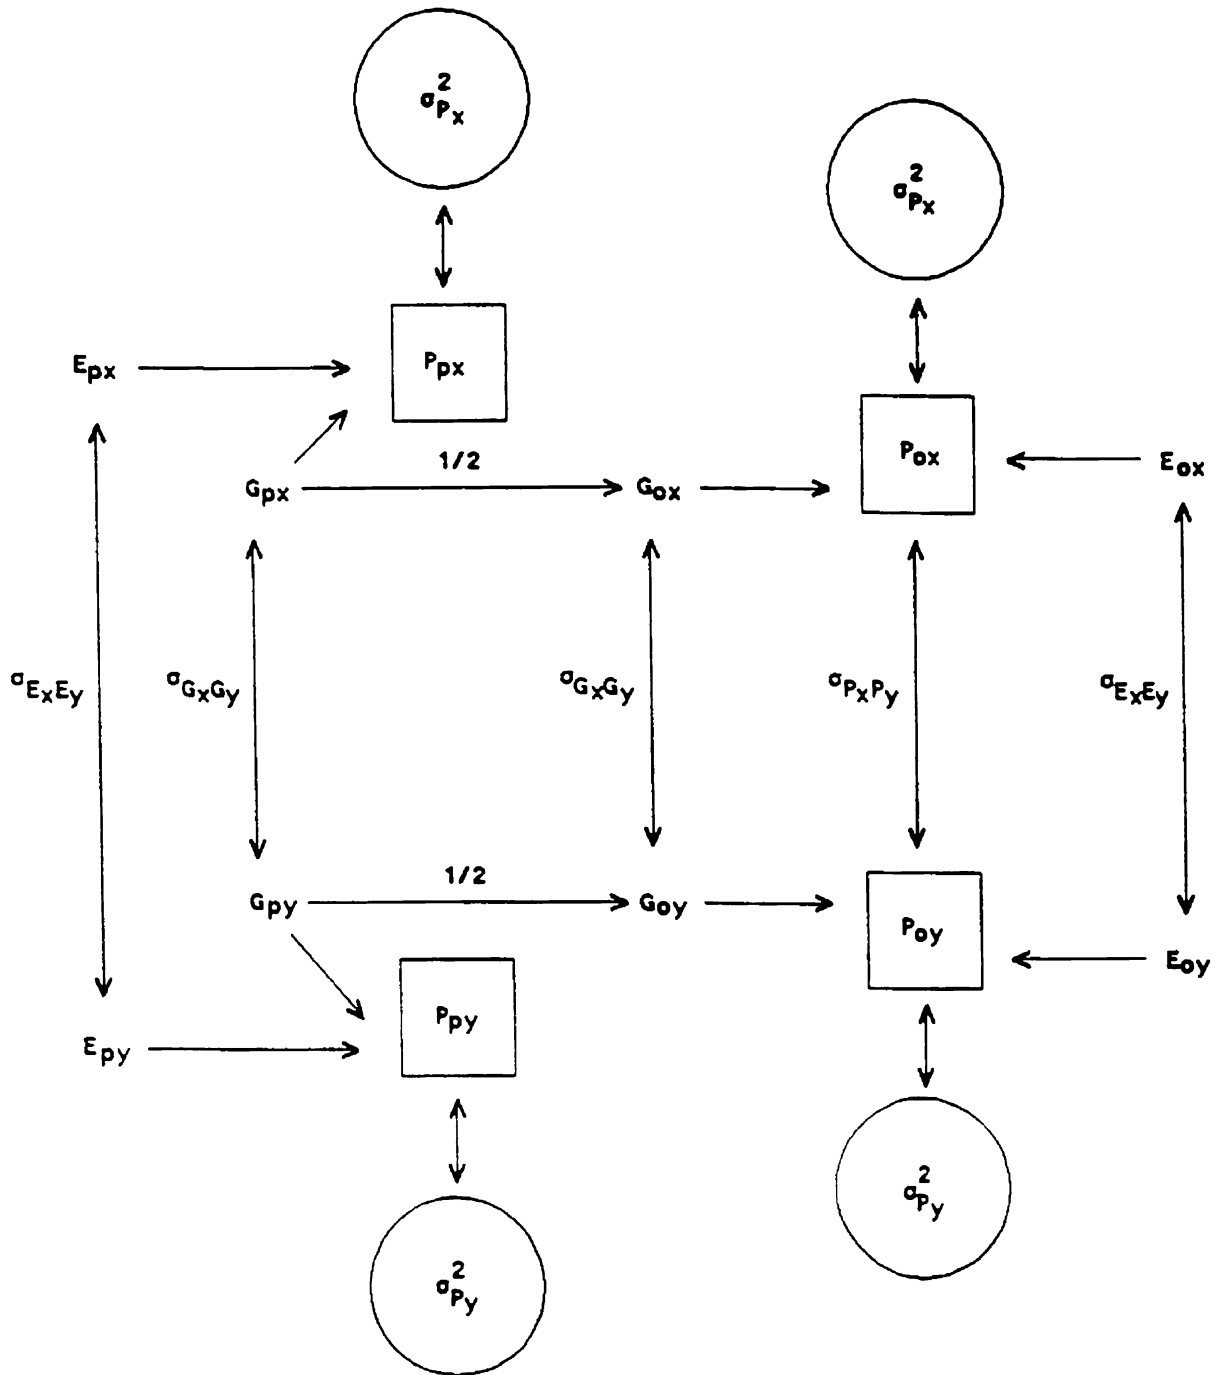 σ²Pₓ
σ²Pₓ
Ppx
Epx
Pox
1/2
Eox
Gpx
Gox
σEₓEy
σGₓGy
σGₓGy
σPₓPy
σEₓEy
1/2
Gpy
Goy
Poy
Eoy
Ppy
Epy
σ²Py
σ²Py